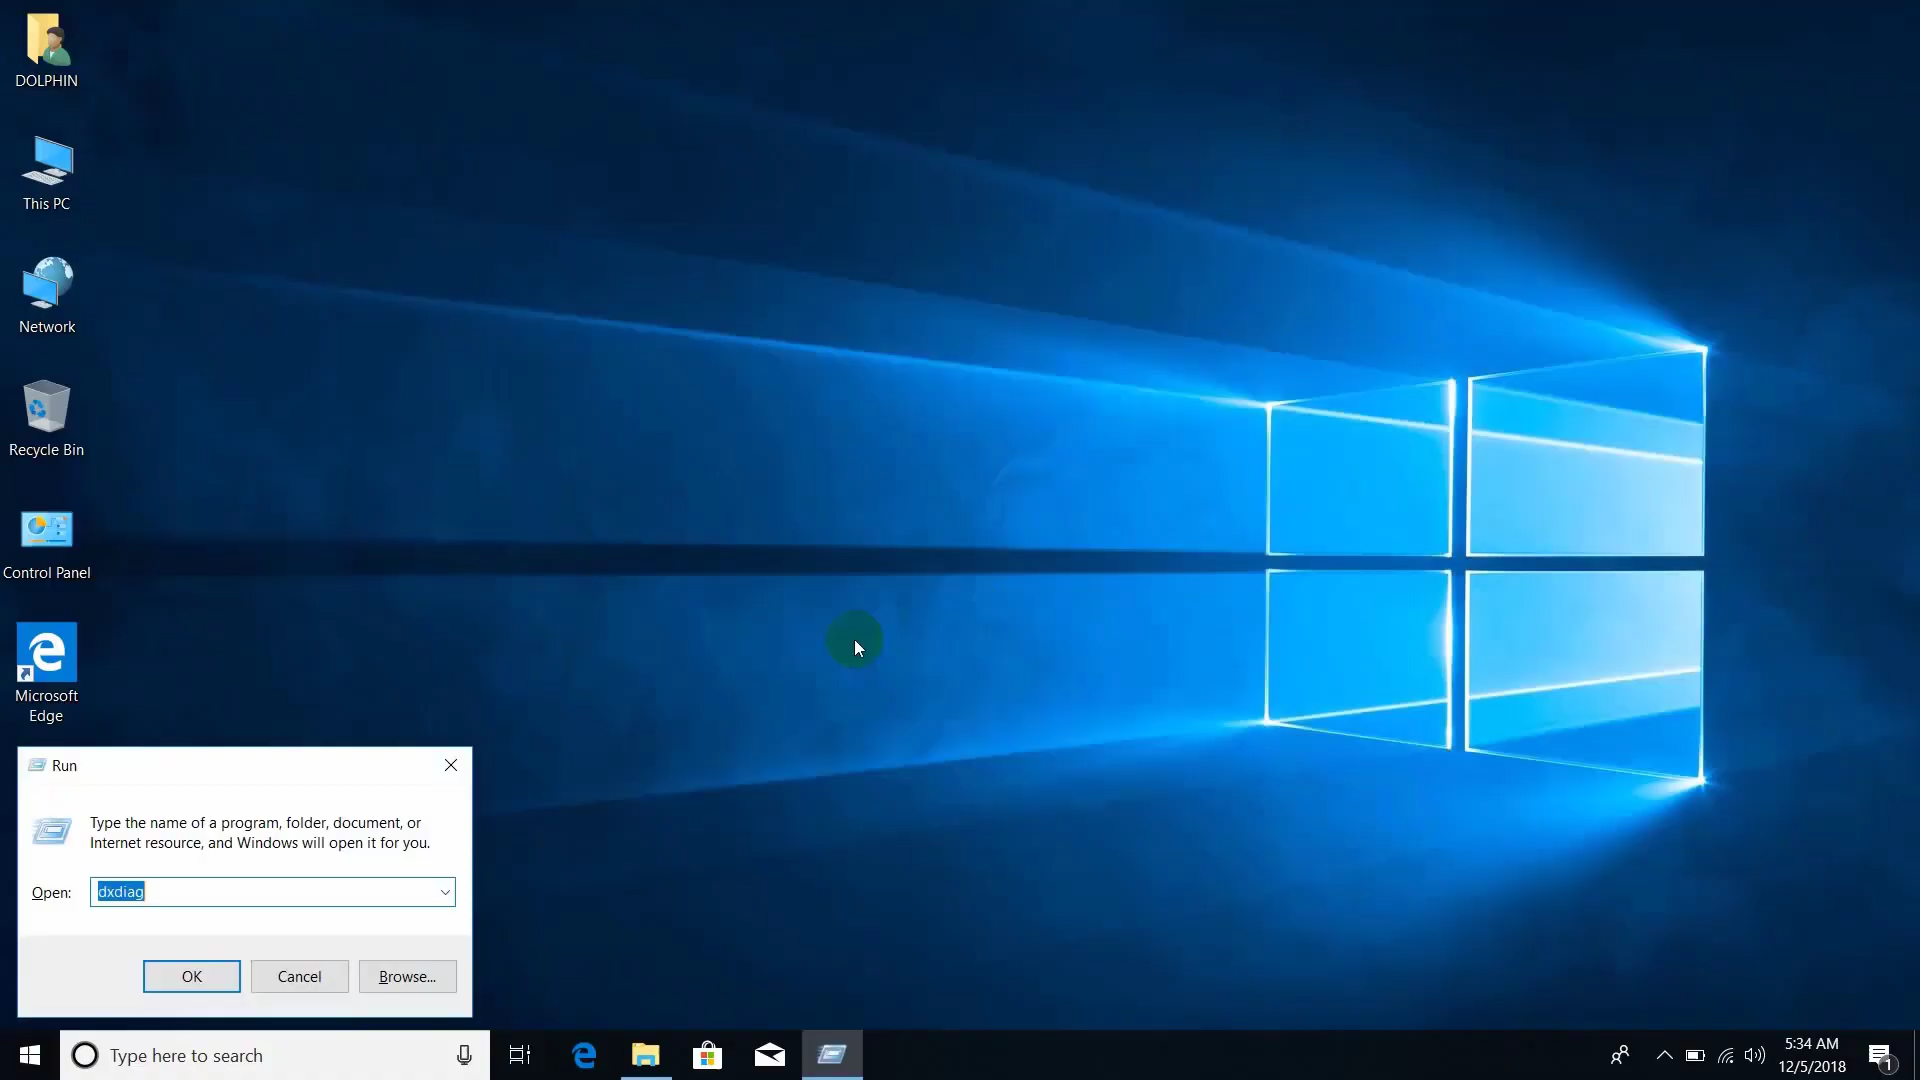 DOLPHIN
This PC
Network
Recycle Bin
Control Panel
Microsoft
Edge
Run
Type the name of a program, folder, document, or
Internet resource, and Windows will open it for you.
Open:
dxdiag
OK
Cancel
Browse...
Type here to search
5:34 AM
12/5/2018
1